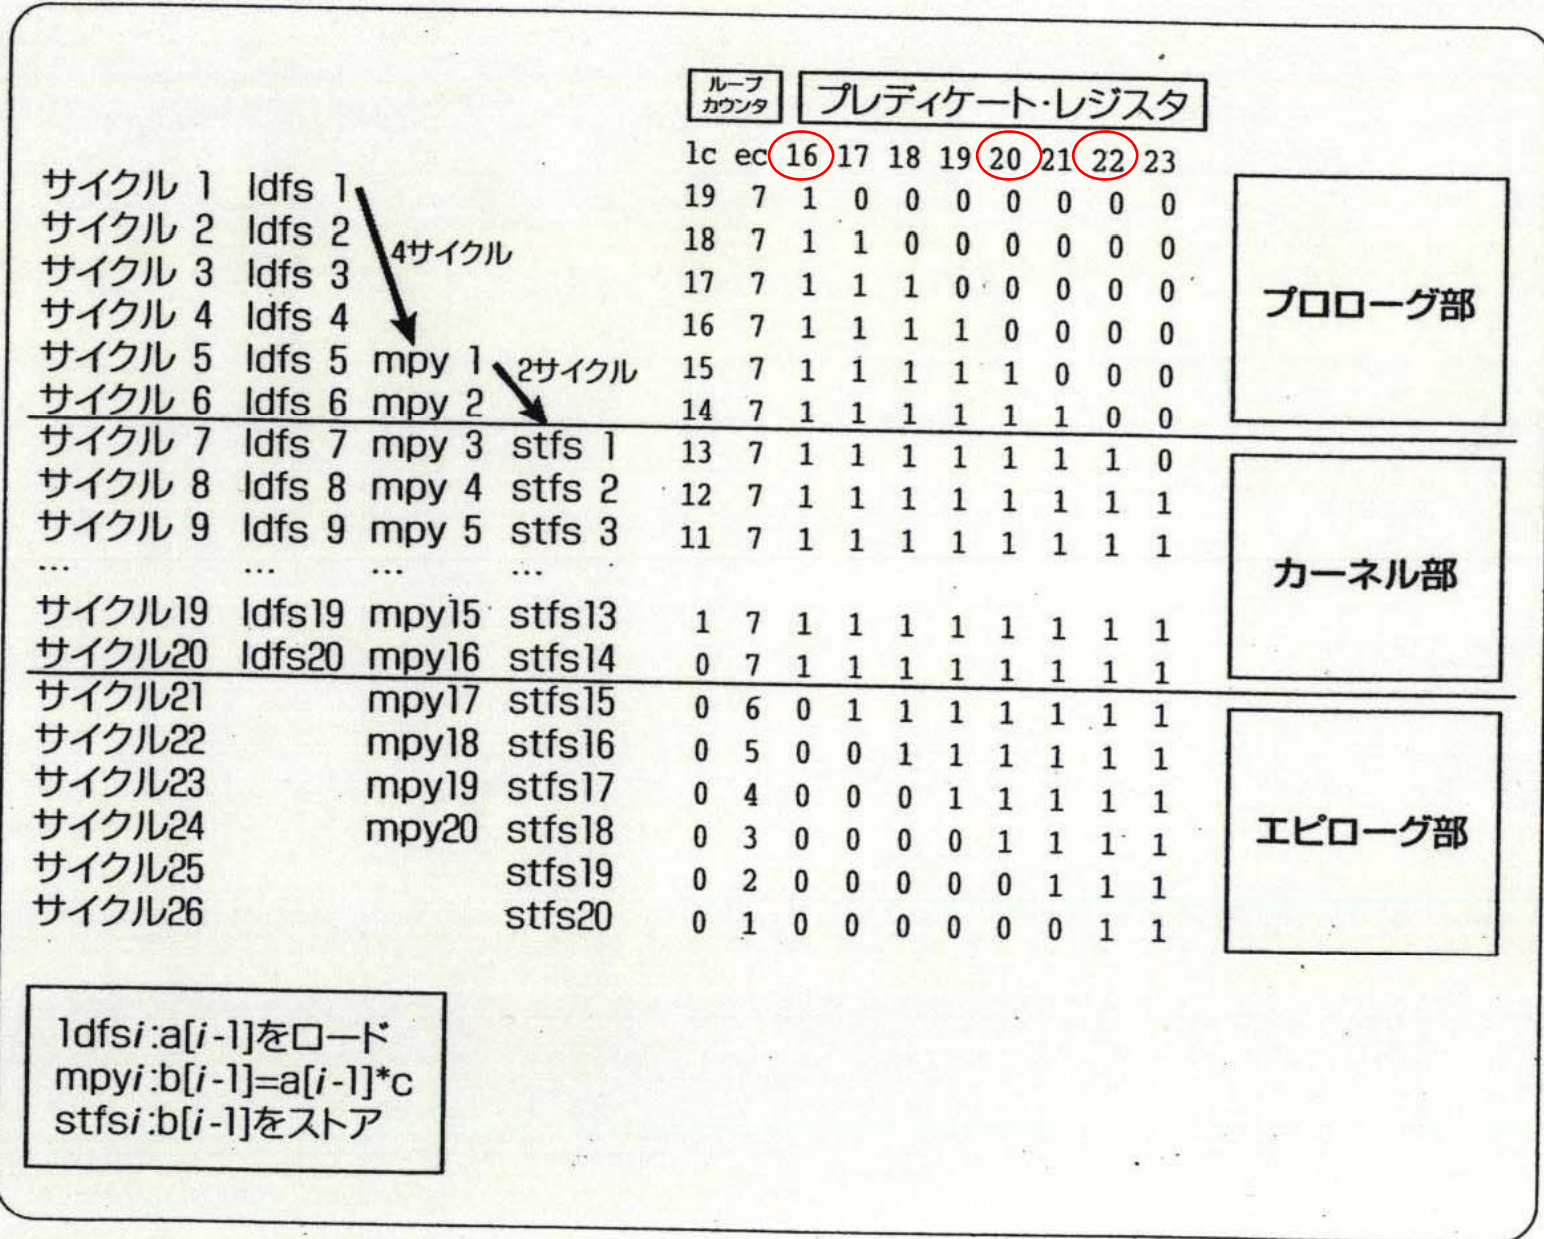 ループ
カウンタ
プレディケート・レジスタ
lc ec 16 17 18 19 20 21 22 23
サイクル 1 ldfs 1 19 7 1 0 0 0 0 0 0 0
サイクル 2 ldfs 2 18 7 1 1 0 0 0 0 0 0
4サイクル
サイクル 3 ldfs 3 17 7 1 1 1 0 0 0 0 0
サイクル 4 ldfs 4 16 7 1 1 1 1 0 0 0 0
プロローグ部
サイクル 5 ldfs 5 mpy 1 2サイクル 15 7 1 1 1 1 1 0 0 0
サイクル 6 ldfs 6 mpy 2 14 7 1 1 1 1 1 1 0 0
サイクル 7 ldfs 7 mpy 3 stfs 1 13 7 1 1 1 1 1 1 1 0
サイクル 8 ldfs 8 mpy 4 stfs 2 12 7 1 1 1 1 1 1 1 1
サイクル 9 ldfs 9 mpy 5 stfs 3 11 7 1 1 1 1 1 1 1 1
… … … …
カーネル部
サイクル19 ldfs19 mpy15 stfs13 1 7 1 1 1 1 1 1 1 1
サイクル20 ldfs20 mpy16 stfs14 0 7 1 1 1 1 1 1 1 1
サイクル21 mpy17 stfs15 0 6 0 1 1 1 1 1 1 1
サイクル22 mpy18 stfs16 0 5 0 0 1 1 1 1 1 1
サイクル23 mpy19 stfs17 0 4 0 0 0 1 1 1 1 1
サイクル24 mpy20 stfs18 0 3 0 0 0 0 1 1 1 1
エピローグ部
サイクル25 stfs19 0 2 0 0 0 0 0 1 1 1
サイクル26 stfs20 0 1 0 0 0 0 0 0 1 1
ldfsi:a[i-1]をロード
mpyi:b[i-1]=a[i-1]*c
stfsi:b[i-1]をストア